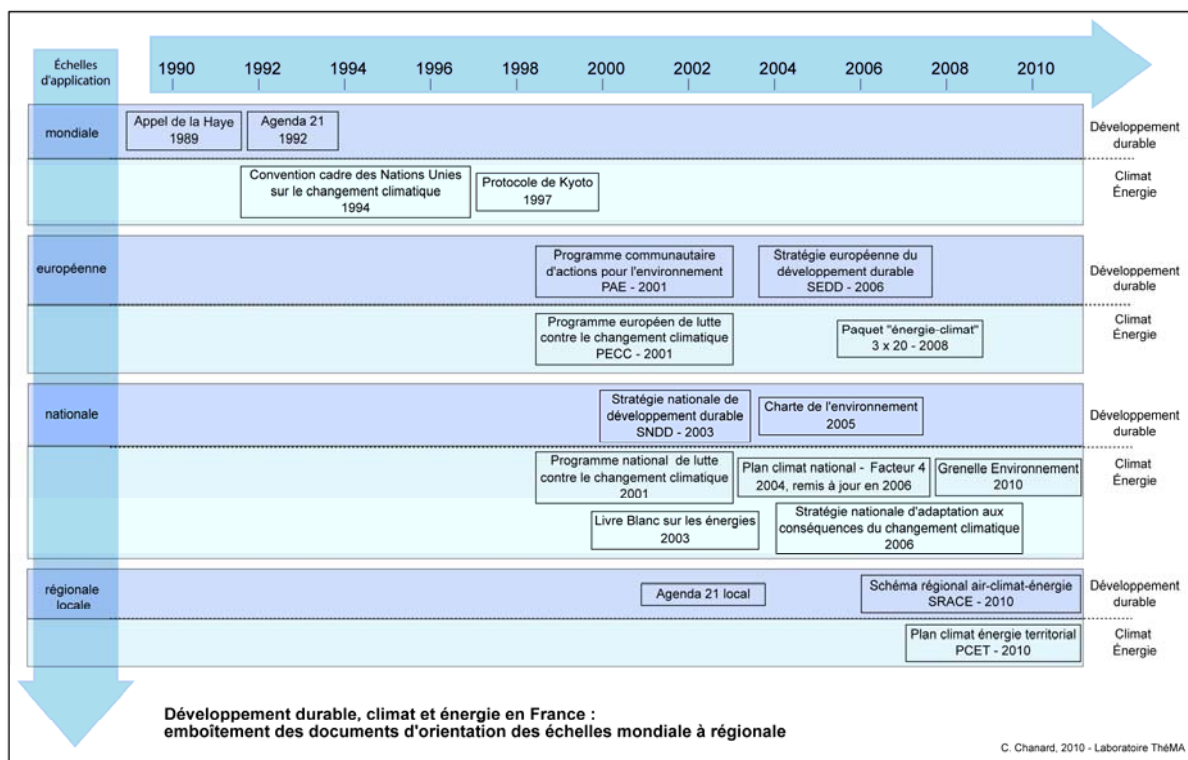 Échelles
d'application
1990 1992 1994 1996 1998 2000 2002 2004 2006 2008 2010
mondiale
Appel de la Haye
1989
Agenda 21
1992
Développement
durable
Convention cadre des Nations Unies
sur le changement climatique
1994
Protocole de Kyoto
1997
Climat
Énergie
européenne
Programme communautaire
d'actions pour l'environnement
PAE - 2001
Stratégie européenne du
développement durable
SEDD - 2006
Développement
durable
Programme européen de lutte
contre le changement climatique
PECC - 2001
Paquet "énergie-climat"
3 x 20 - 2008
Climat
Énergie
nationale
Stratégie nationale de
développement durable
SNDD - 2003
Charte de l'environnement
2005
Développement
durable
Programme national de lutte
contre le changement climatique
2001
Plan climat national - Facteur 4
2004, remis à jour en 2006
Grenelle Environnement
2010
Climat
Énergie
Livre Blanc sur les énergies
2003
Stratégie nationale d'adaptation aux
conséquences du changement climatique
2006
régionale
locale
Agenda 21 local
Schéma régional air-climat-énergie
SRACE - 2010
Développement
durable
Plan climat énergie territorial
PCET - 2010
Climat
Énergie
Développement durable, climat et énergie en France :
emboîtement des documents d'orientation des échelles mondiale à régionale
C. Chanard, 2010 - Laboratoire ThéMA